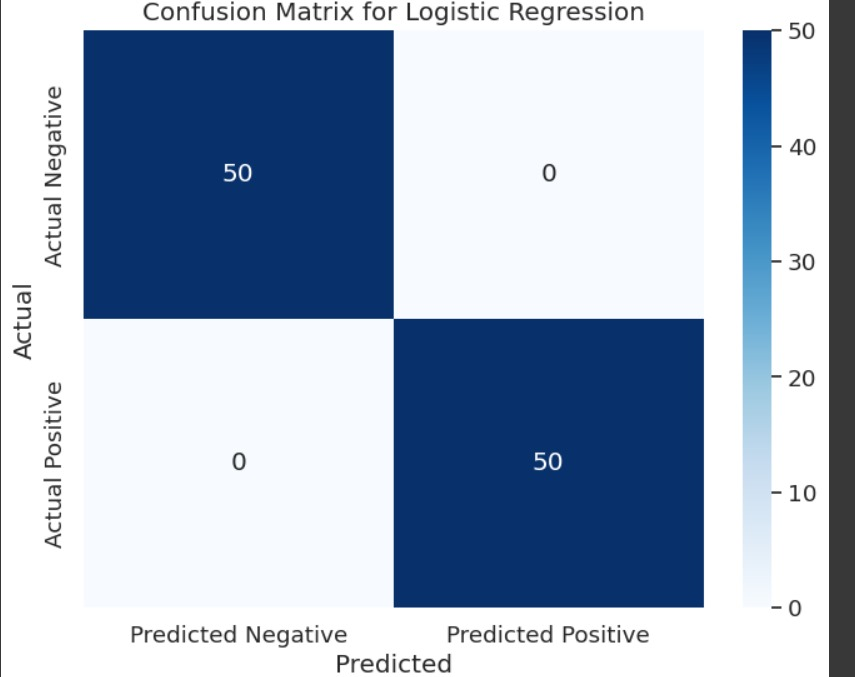 Confusion Matrix for Logistic Regression
Actual
Actual Negative
50
0
Actual Positive
0
50
Predicted Negative
Predicted Positive
Predicted
50
40
30
20
10
0